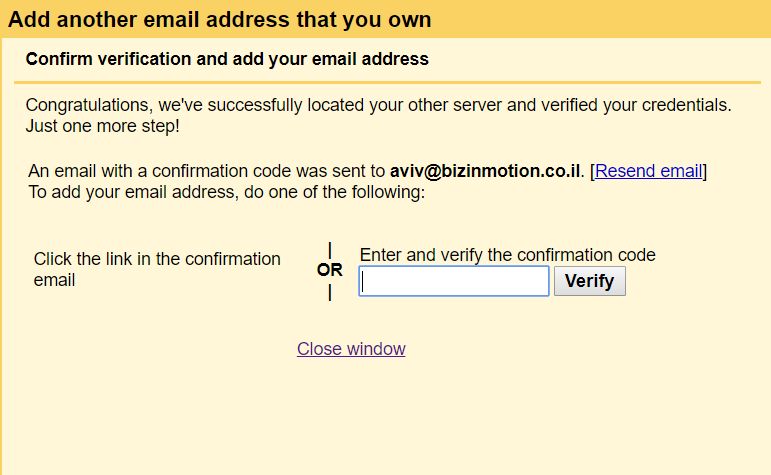 Add another email address that you own
Confirm verification and add your email address
Congratulations, we've successfully located your other server and verified your credentials.
Just one more step!
An email with a confirmation code was sent to aviv@bizinmotion.co.il. [Resend email]
To add your email address, do one of the following:
Click the link in the confirmation
email
|
OR
|
Enter and verify the confirmation code
Verify
Close window